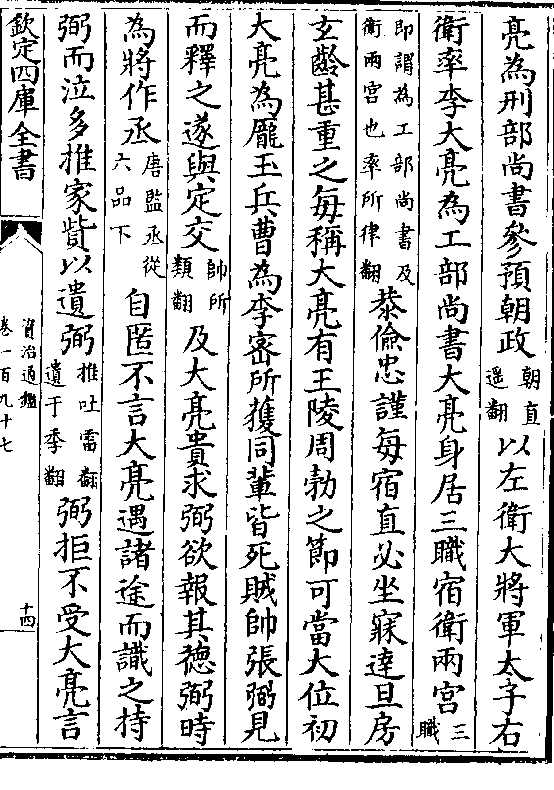 亮為刑部尚書參預朝政朝直遥翻以左衛大將軍太子右
衛率李大亮為工部尚書大亮身居三職宿衛兩宮三職
即謂為工部尚書及衛兩宮也率所律翻恭儉忠謹每宿直必坐寐達旦房
玄齡甚重之每稱大亮有王陵周勃之節可當大位初
大亮為龎玉兵曹為李密所獲同輩皆死賊帥張弼見
而釋之遂與定交帥所類翻及大亮貴求弼欲報其德弼時
為將作丞唐監丞從六品下自匿不言大亮遇諸途而識之持
弼而泣多推家貲以遺弼推吐雷翻遺于季翻弼拒不受大亮言
欽定四庫全書
資治通鑑
卷一百九十七
十四